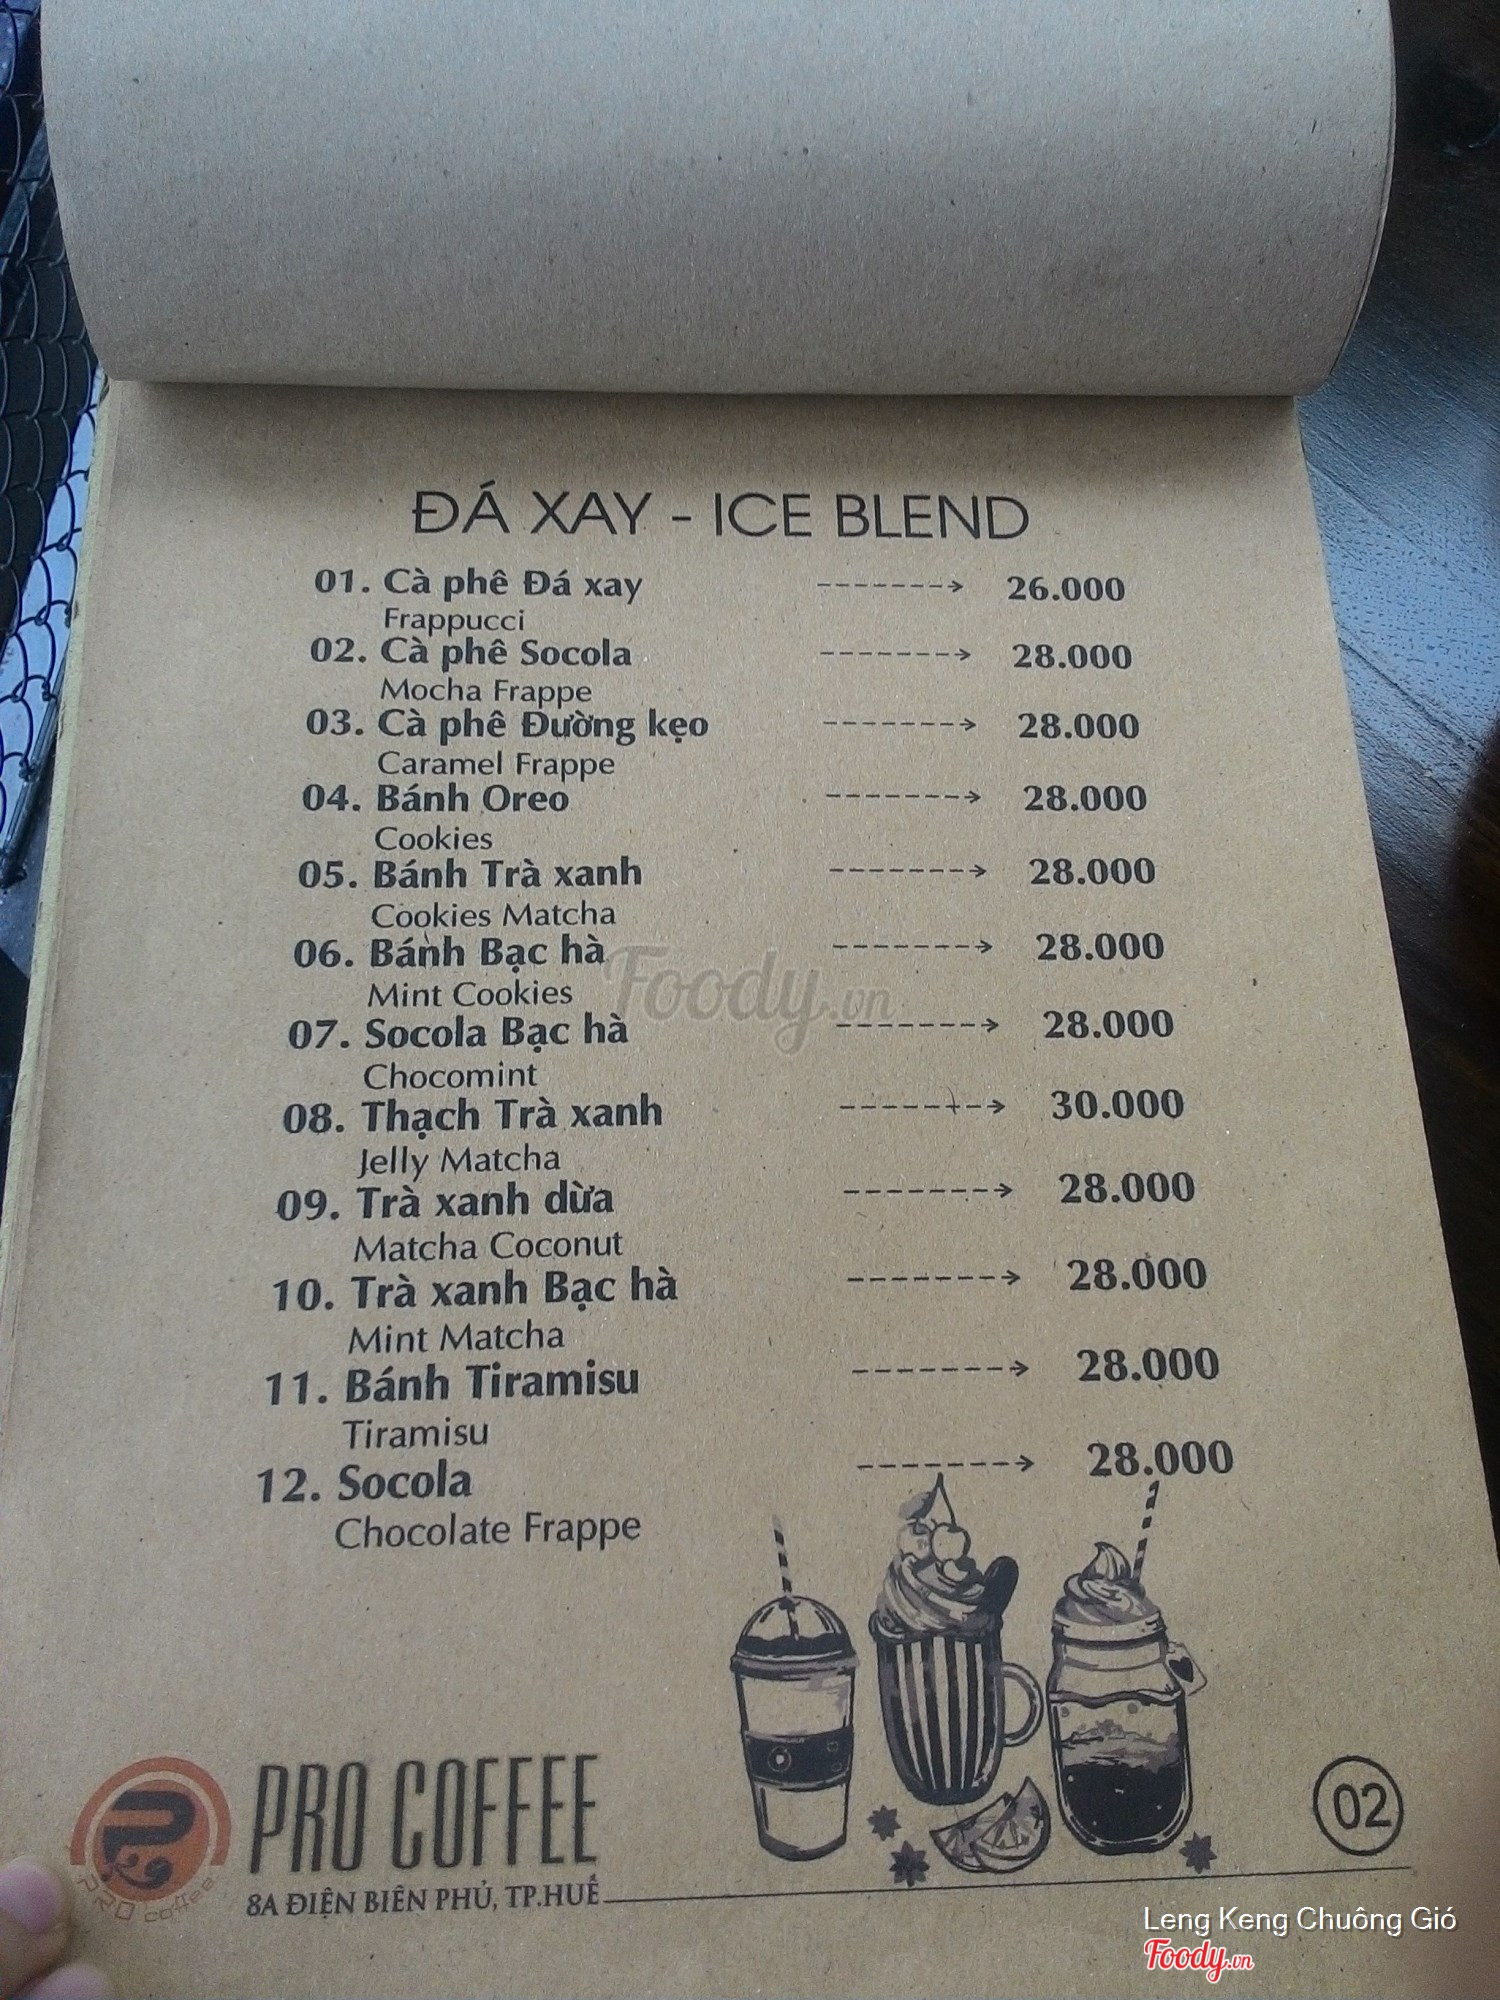 ĐÁ XAY - ICE BLEND
01. Cà phê Đá xay 26.000
Frappucci
02. Cà phê Socola 28.000
Mocha Frappe
03. Cà phê Đường kẹo 28.000
Caramel Frappe
04. Bánh Oreo 28.000
Cookies
05. Bánh Trà xanh 28.000
Cookies Matcha
06. Bánh Bạc hà 28.000
Mint Cookies
07. Socola Bạc hà 28.000
Chocomint
08. Thạch Trà xanh 30.000
Jelly Matcha
09. Trà xanh dừa 28.000
Matcha Coconut
10. Trà xanh Bạc hà 28.000
Mint Matcha
11. Bánh Tiramisu 28.000
Tiramisu
12. Socola 28.000
Chocolate Frappe
Foody.vn
PRO COFFEE
PRO coffee
8A ĐIỆN BIÊN PHỦ, TP.HUẾ
02
Leng Keng Chuông Gió
Foody.vn